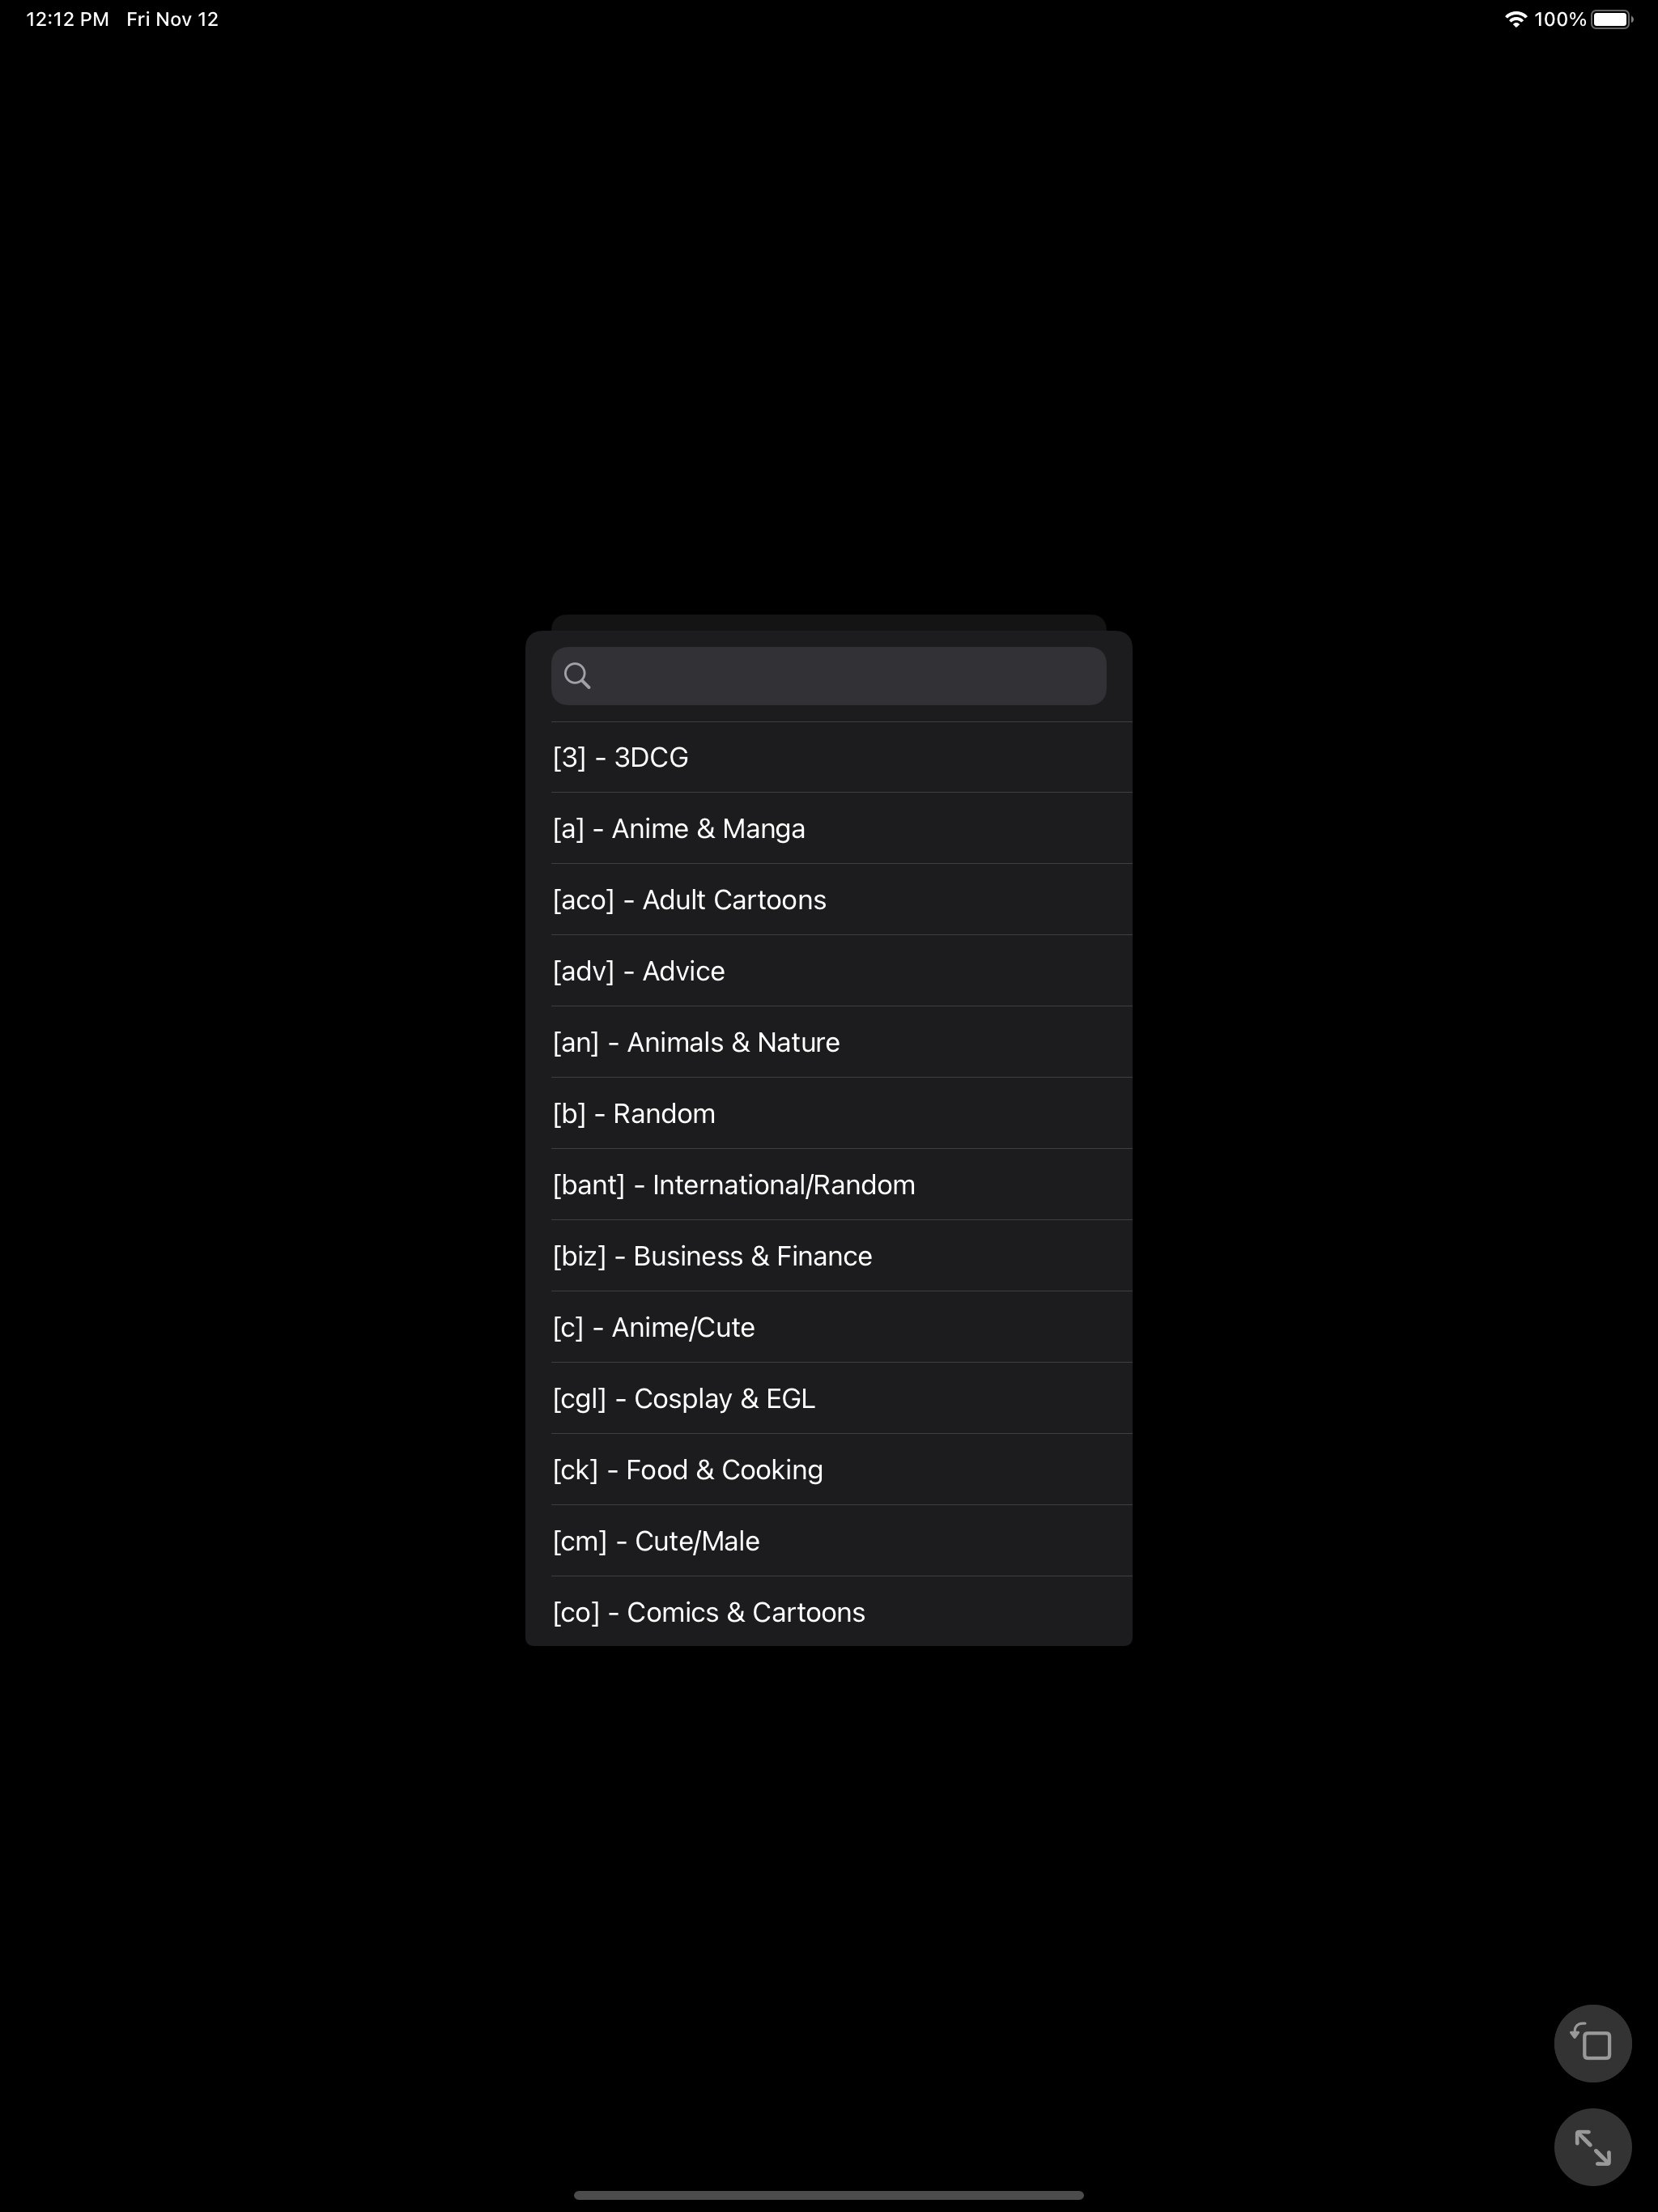 12:12 PM Fri Nov 12 100%
[3] - 3DCG
[a] - Anime & Manga
[aco] - Adult Cartoons
[adv] - Advice
[an] - Animals & Nature
[b] - Random
[bant] - International/Random
[biz] - Business & Finance
[c] - Anime/Cute
[cgl] - Cosplay & EGL
[ck] - Food & Cooking
[cm] - Cute/Male
[co] - Comics & Cartoons